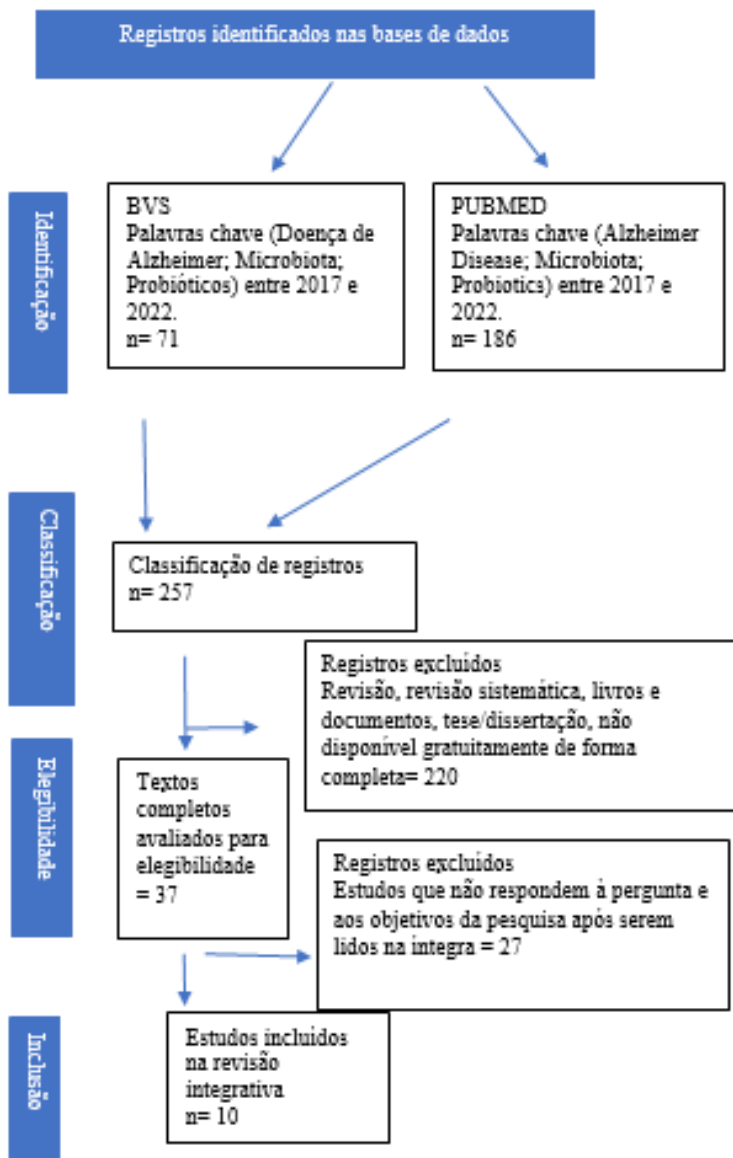 Registros identificados nas bases de dados
Identificação
BVS
Palavras chave (Doença de
Alzheimer; Microbiota;
Probióticos) entre 2017 e
2022.
n= 71
PUBMED
Palavras chave (Alzheimer
Disease; Microbiota;
Probiotics) entre 2017 e
2022.
n= 186
Classificação
Classificação de registros
n= 257
Registros excluídos
Revisão, revisão sistemática, livros e
documentos, tese/dissertação, não
disponível gratuitamente de forma
completa= 220
Elegibilidade
Textos
completos
avaliados para
elegibilidade
= 37
Registros excluídos
Estudos que não respondem à pergunta e
aos objetivos da pesquisa após serem
lidos na íntegra = 27
Inclusão
Estudos incluídos
na revisão
integrativa
n= 10